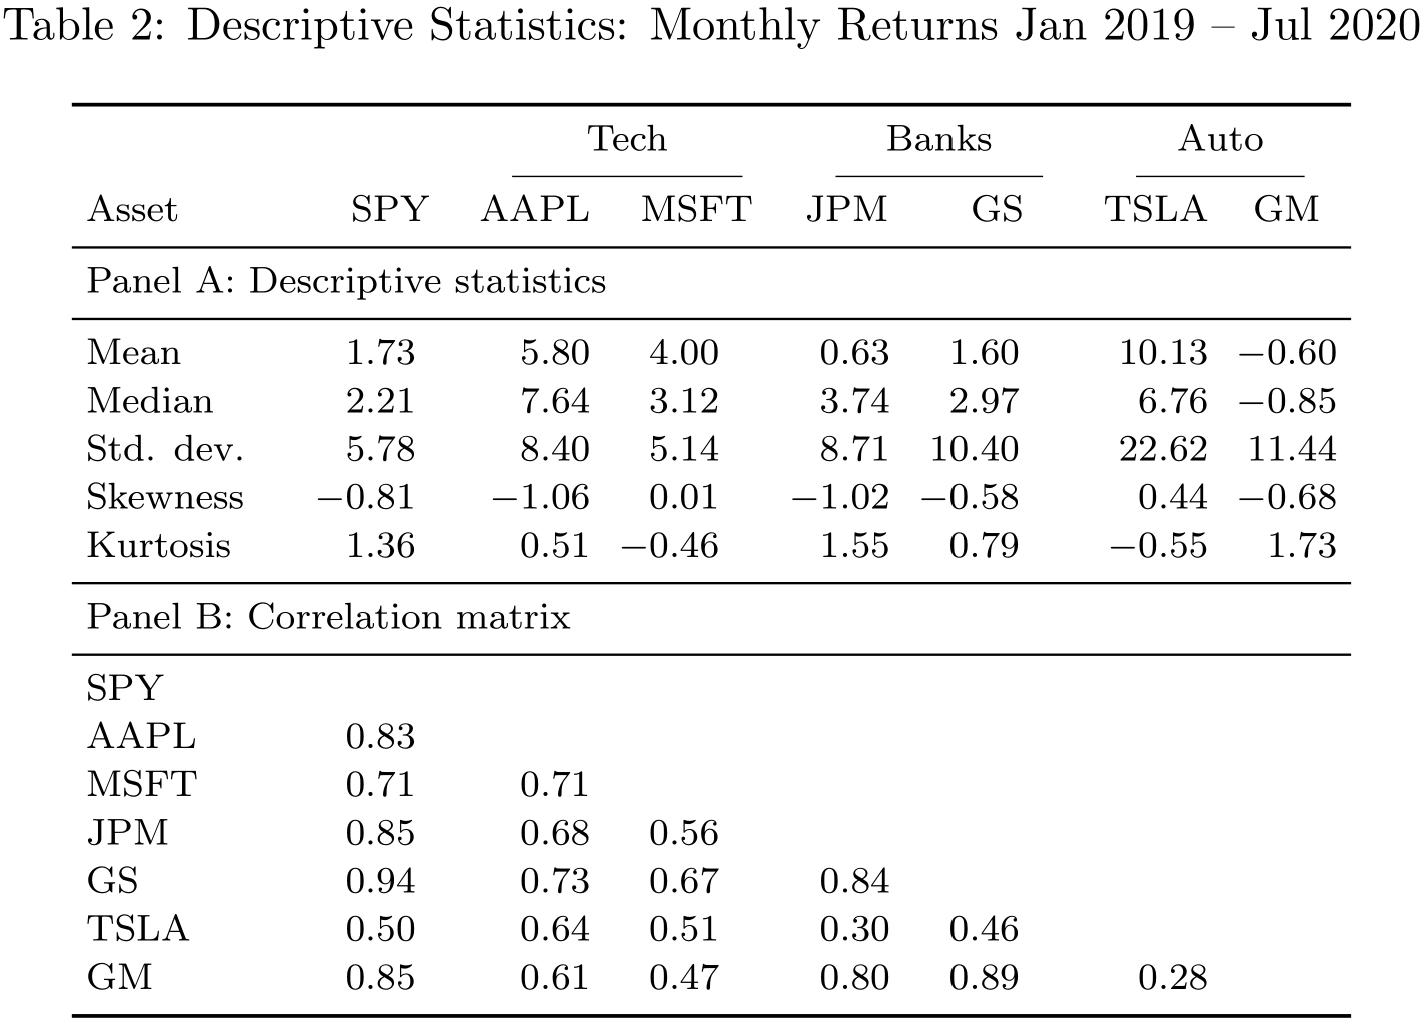 Table 2: Descriptive Statistics: Monthly Returns Jan 2019 – Jul 2020
Tech Banks Auto
Asset SPY AAPL MSFT JPM GS TSLA GM
Panel A: Descriptive statistics
Mean 1.73 5.80 4.00 0.63 1.60 10.13 −0.60
Median 2.21 7.64 3.12 3.74 2.97 6.76 −0.85
Std. dev. 5.78 8.40 5.14 8.71 10.40 22.62 11.44
Skewness −0.81 −1.06 0.01 −1.02 −0.58 0.44 −0.68
Kurtosis 1.36 0.51 −0.46 1.55 0.79 −0.55 1.73
Panel B: Correlation matrix
SPY
AAPL 0.83
MSFT 0.71 0.71
JPM 0.85 0.68 0.56
GS 0.94 0.73 0.67 0.84
TSLA 0.50 0.64 0.51 0.30 0.46
GM 0.85 0.61 0.47 0.80 0.89 0.28